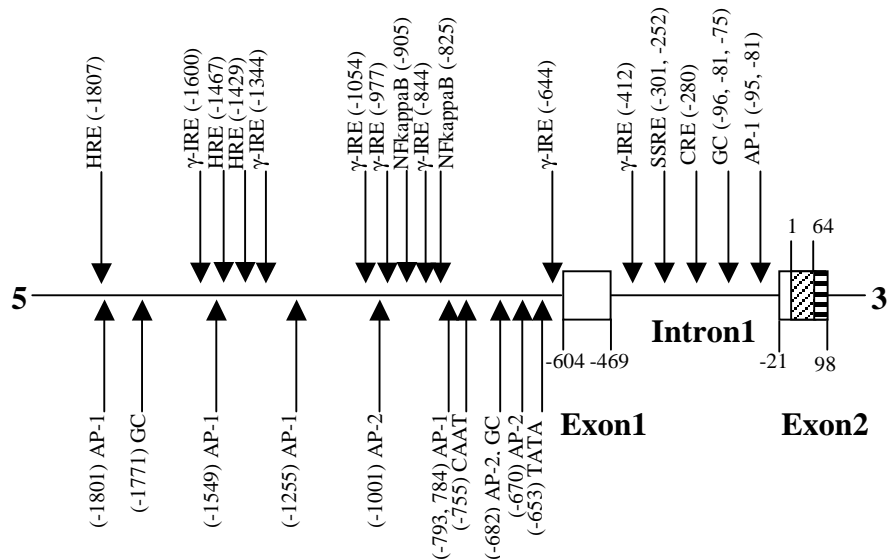 HRE (-1807)
γ-IRE (-1600)
HRE (-1467)
HRE (-1429)
γ-IRE (-1344)
γ-IRE (-1054)
γ-IRE (-977)
NFkappaB (-905)
γ-IRE (-844)
NFkappaB (-825)
γ-IRE (-644)
γ-IRE (-412)
SSRE (-301, -252)
CRE (-280)
GC (-96, -81, -75)
AP-1 (-95, -81)
1 64
5 3
Intron1
-604 -469 -21 98
Exon1 Exon2
(-1801) AP-1
(-1771) GC
(-1549) AP-1
(-1255) AP-1
(-1001) AP-2
(-793, 784) AP-1
(-755) CAAT
(-682) AP-2. GC
(-670) AP-2
(-653) TATA